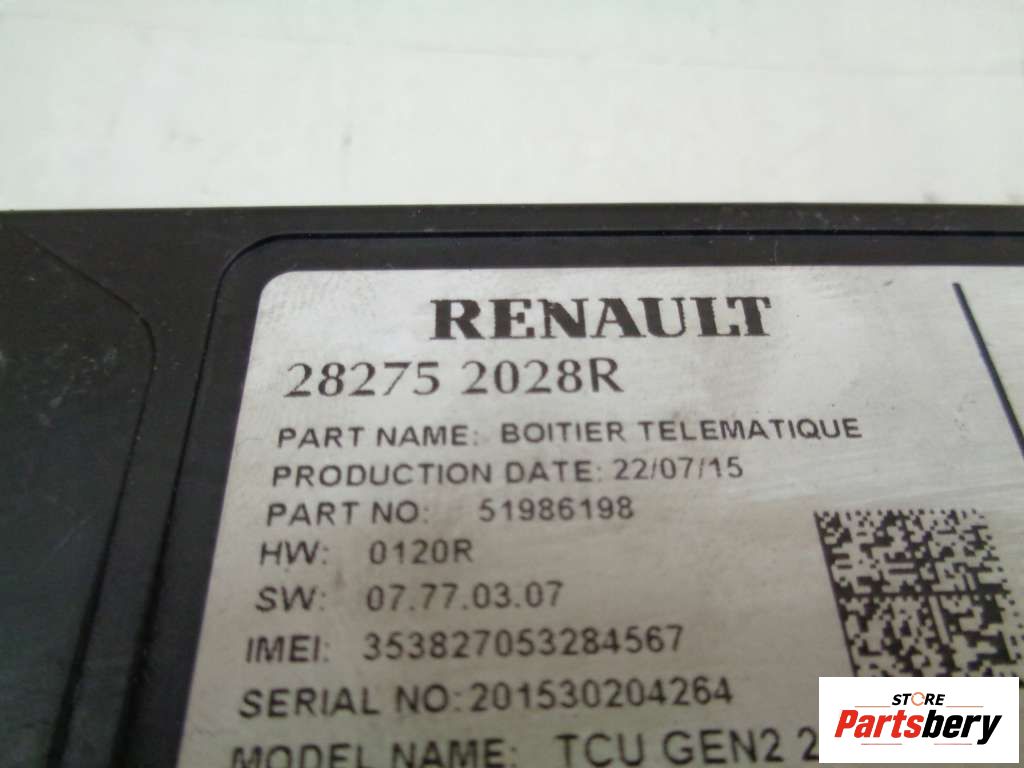 RENAULT
28275 2028R
PART NAME: BOITIER TELEMATIQUE
PRODUCTION DATE: 22/07/15
PART NO: 51986198
HW: 0120R
SW: 07.77.03.07
IMEI: 353827053284567
SERIAL NO:201530204264
MODEL NAME: TCU GEN2 2
STORE
Partsbery